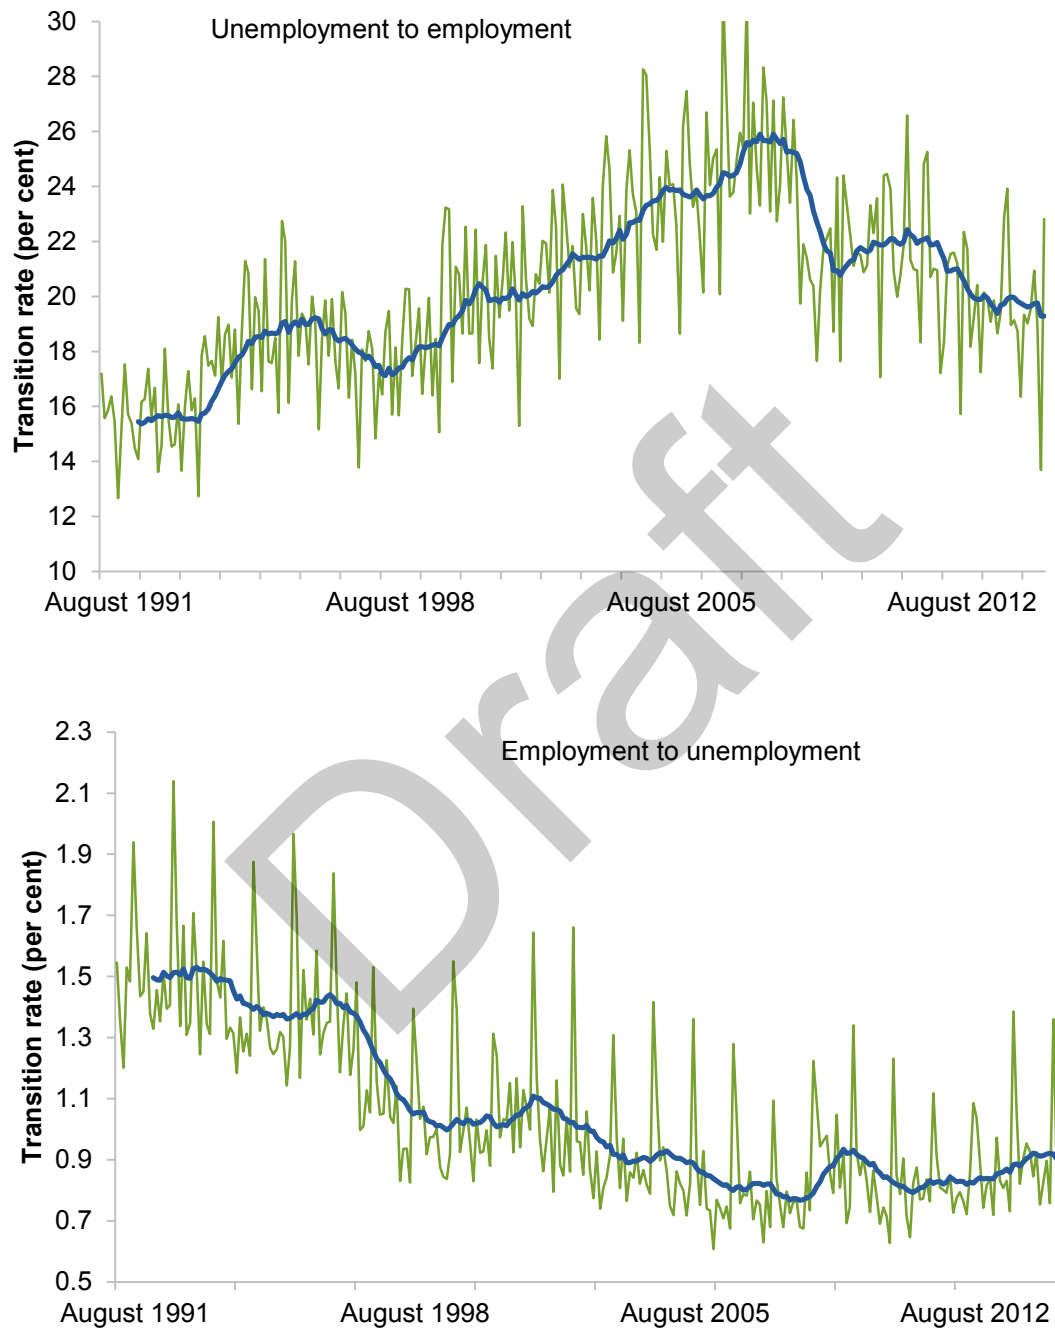 Unemployment to employment
Transition rate (per cent)
30
28
26
24
22
20
18
16
14
12
10
August 1991
August 1998
August 2005
August 2012
Draft
Employment to unemployment
Transition rate (per cent)
2.3
2.1
1.9
1.7
1.5
1.3
1.1
0.9
0.7
0.5
August 1991
August 1998
August 2005
August 2012